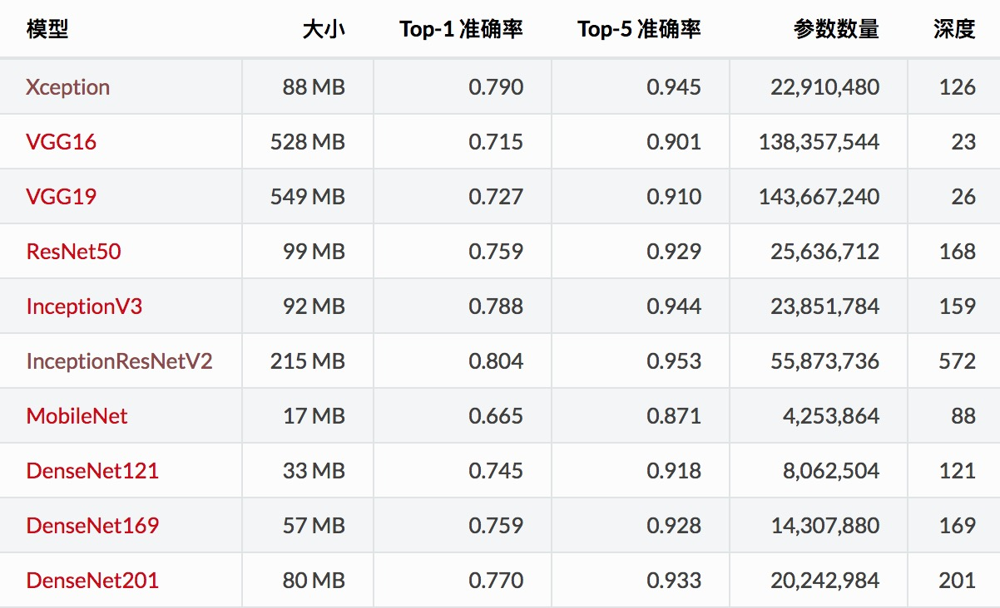 模型 大小 Top-1 准确率 Top-5 准确率 参数数量 深度
Xception 88 MB 0.790 0.945 22,910,480 126
VGG16 528 MB 0.715 0.901 138,357,544 23
VGG19 549 MB 0.727 0.910 143,667,240 26
ResNet50 99 MB 0.759 0.929 25,636,712 168
InceptionV3 92 MB 0.788 0.944 23,851,784 159
InceptionResNetV2 215 MB 0.804 0.953 55,873,736 572
MobileNet 17 MB 0.665 0.871 4,253,864 88
DenseNet121 33 MB 0.745 0.918 8,062,504 121
DenseNet169 57 MB 0.759 0.928 14,307,880 169
DenseNet201 80 MB 0.770 0.933 20,242,984 201